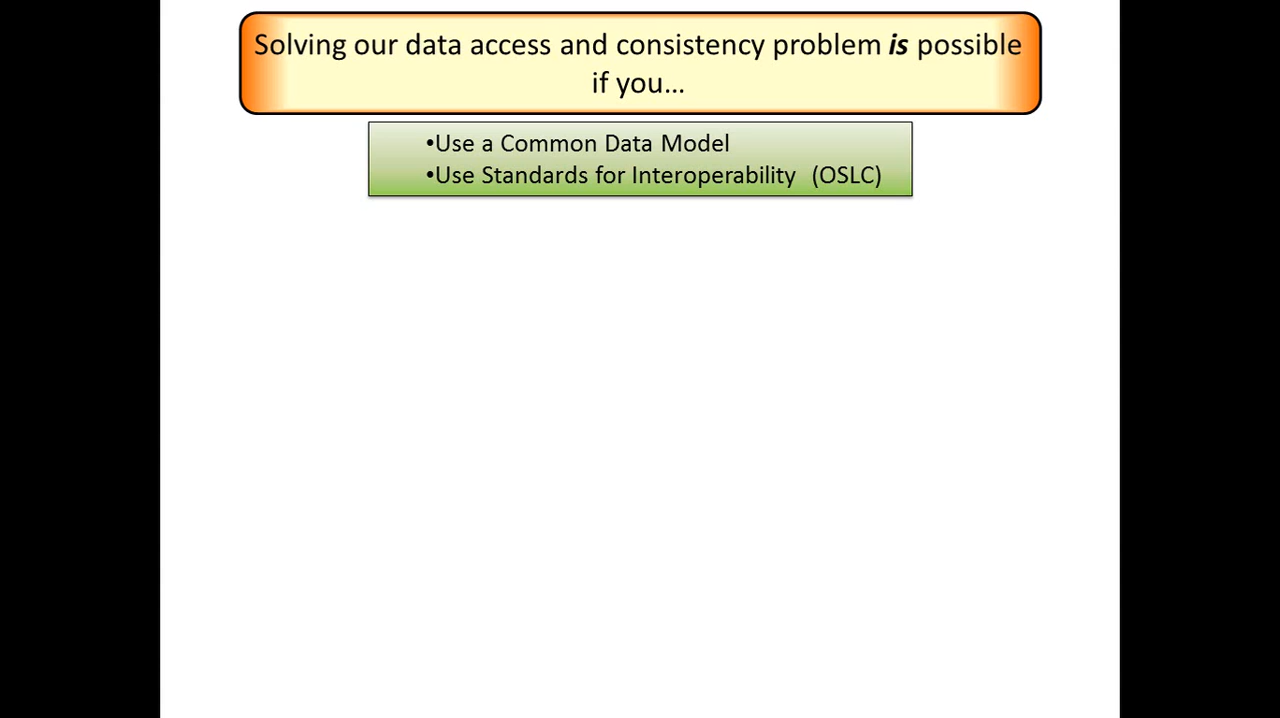 Solving our data access and consistency problem is possible
if you...
•Use a Common Data Model
•Use Standards for Interoperability (OSLC)